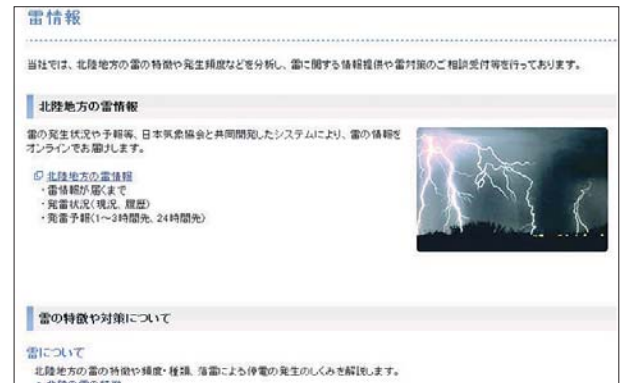 雷情報
当社では、北陸地方の雷の特徴や発生頻度などを分析し、雷に関する情報提供や雷対策のご相談受付等を行っております。
北陸地方の雷情報
雷の発生状況や予報等、日本気象協会と共同開発したシステムにより、雷の情報を
オンラインでお届けします。
北陸地方の雷情報
・雷情報が届くまで
・発雷状況(現況、履歴)
・発雷予報(1～3時間先、24時間先)
雷の特徴や対策について
雷について
北陸地方の雷の特徴や頻度・種類、落雷による停電の発生のしくみを解説します。